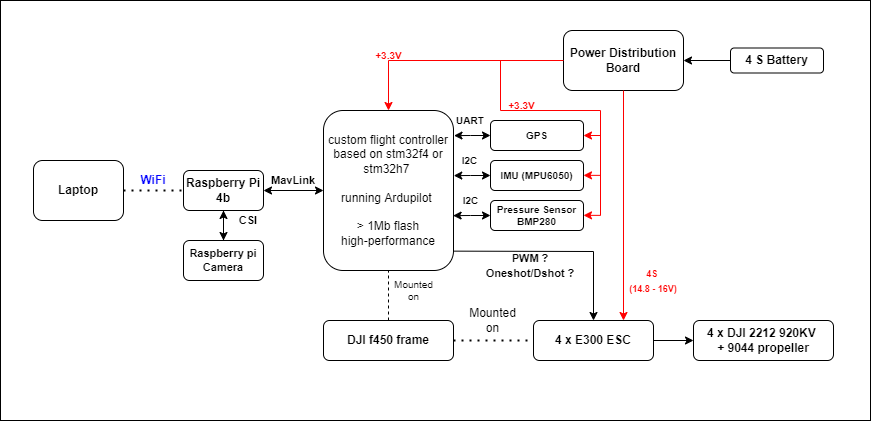 Power Distribution
Board
4 S Battery
+3.3V
+3.3V
custom flight controller
based on stm32f4 or
stm32h7
running Ardupilot
> 1Mb flash
high-performance
UART
GPS
I2C
IMU (MPU6050)
I2C
Pressure Sensor
BMP280
Laptop
WiFi
Raspberry Pi
4b
MavLink
CSI
Raspberry pi
Camera
PWM ?
Oneshot/Dshot ?
4S
(14.8 - 16V)
Mounted
on
DJI f450 frame
Mounted
on
4 x E300 ESC
4 x DJI 2212 920KV
+ 9044 propeller